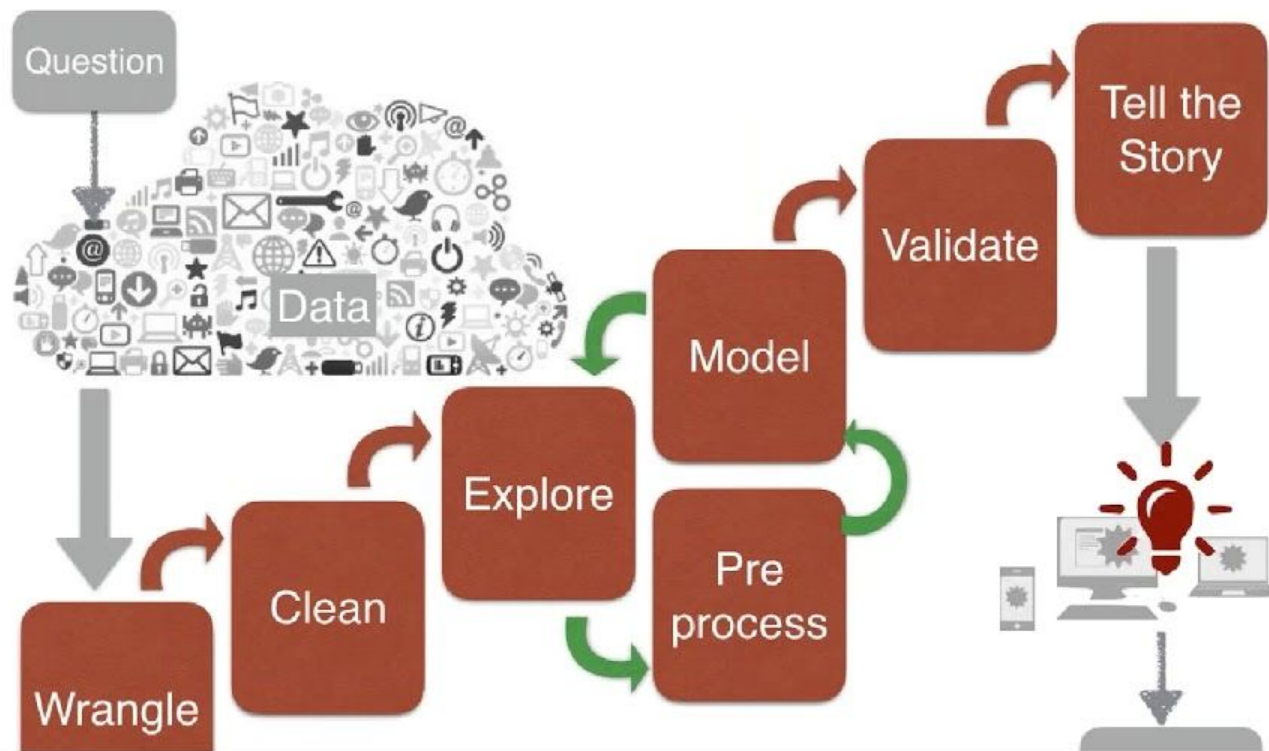 Question
Data
Wrangle
Clean
Explore
Pre
process
Model
Validate
Tell the
Story